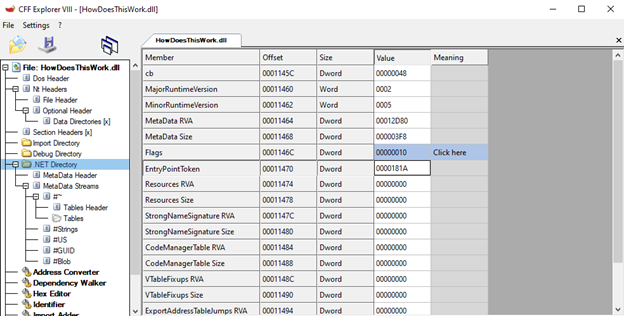 CFF Explorer VIII - [HowDoesThisWork.dll]
File Settings ?
HowDoesThisWork.dll
File: HowDoesThisWork.dll
Dos Header
Nt Headers
File Header
Optional Header
Data Directories [x]
Section Headers [x]
Import Directory
Debug Directory
.NET Directory
MetaData Header
MetaData Streams
#~
Tables Header
Tables
#Strings
#US
#GUID
#Blob
Address Converter
Dependency Walker
Hex Editor
Identifier
Import Adder
Member Offset Size Value Meaning
cb 0001145C Dword 00000048
MajorRuntimeVersion 00011460 Word 0002
MinorRuntimeVersion 00011462 Word 0005
MetaData RVA 00011464 Dword 00012D80
MetaData Size 00011468 Dword 000003F8
Flags 0001146C Dword 00000010 Click here
EntryPointToken 00011470 Dword 0000181A
Resources RVA 00011474 Dword 00000000
Resources Size 00011478 Dword 00000000
StrongNameSignature RVA 0001147C Dword 00000000
StrongNameSignature Size 00011480 Dword 00000000
CodeManagerTable RVA 00011484 Dword 00000000
CodeManagerTable Size 00011488 Dword 00000000
VTableFixups RVA 0001148C Dword 00000000
VTableFixups Size 00011490 Dword 00000000
ExportAddressTableJumps RVA 00011494 Dword 00000000